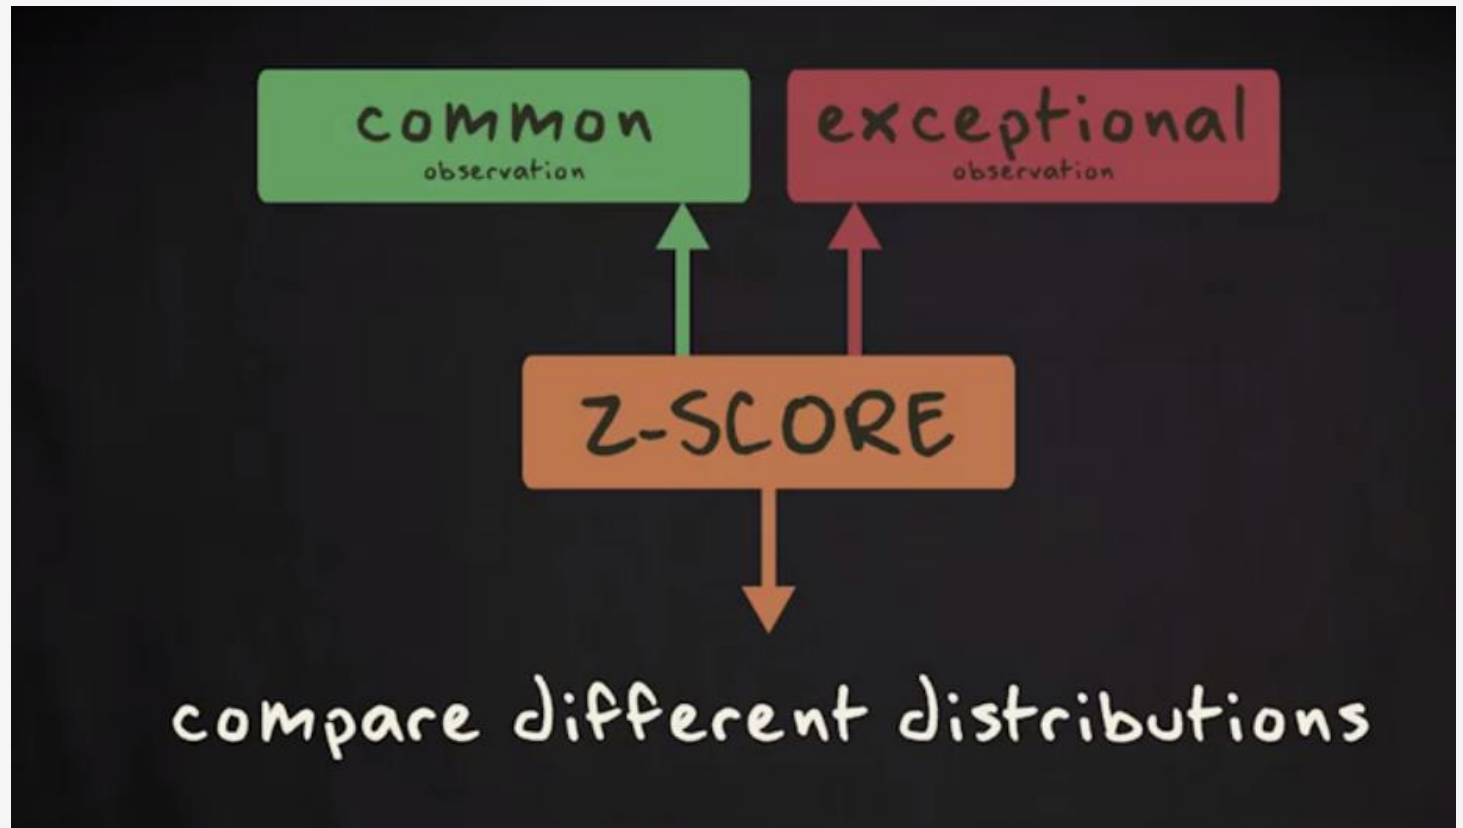 common
observation
exceptional
observation
Z-SCORE
compare different distributions